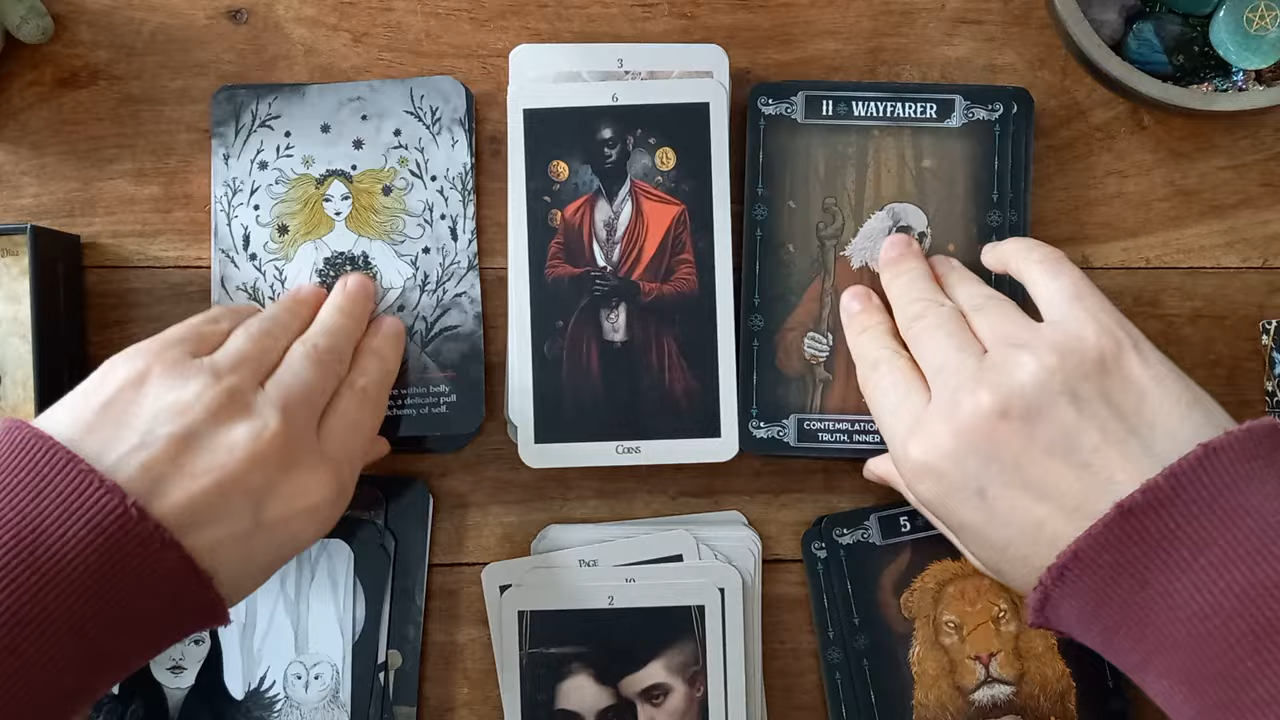 3
6
II WAYFARER
re within belly
a delicate pull
chemy of self.
COINS
CONTEMPLATION
TRUTH, INNER
5
PAGE
10
2